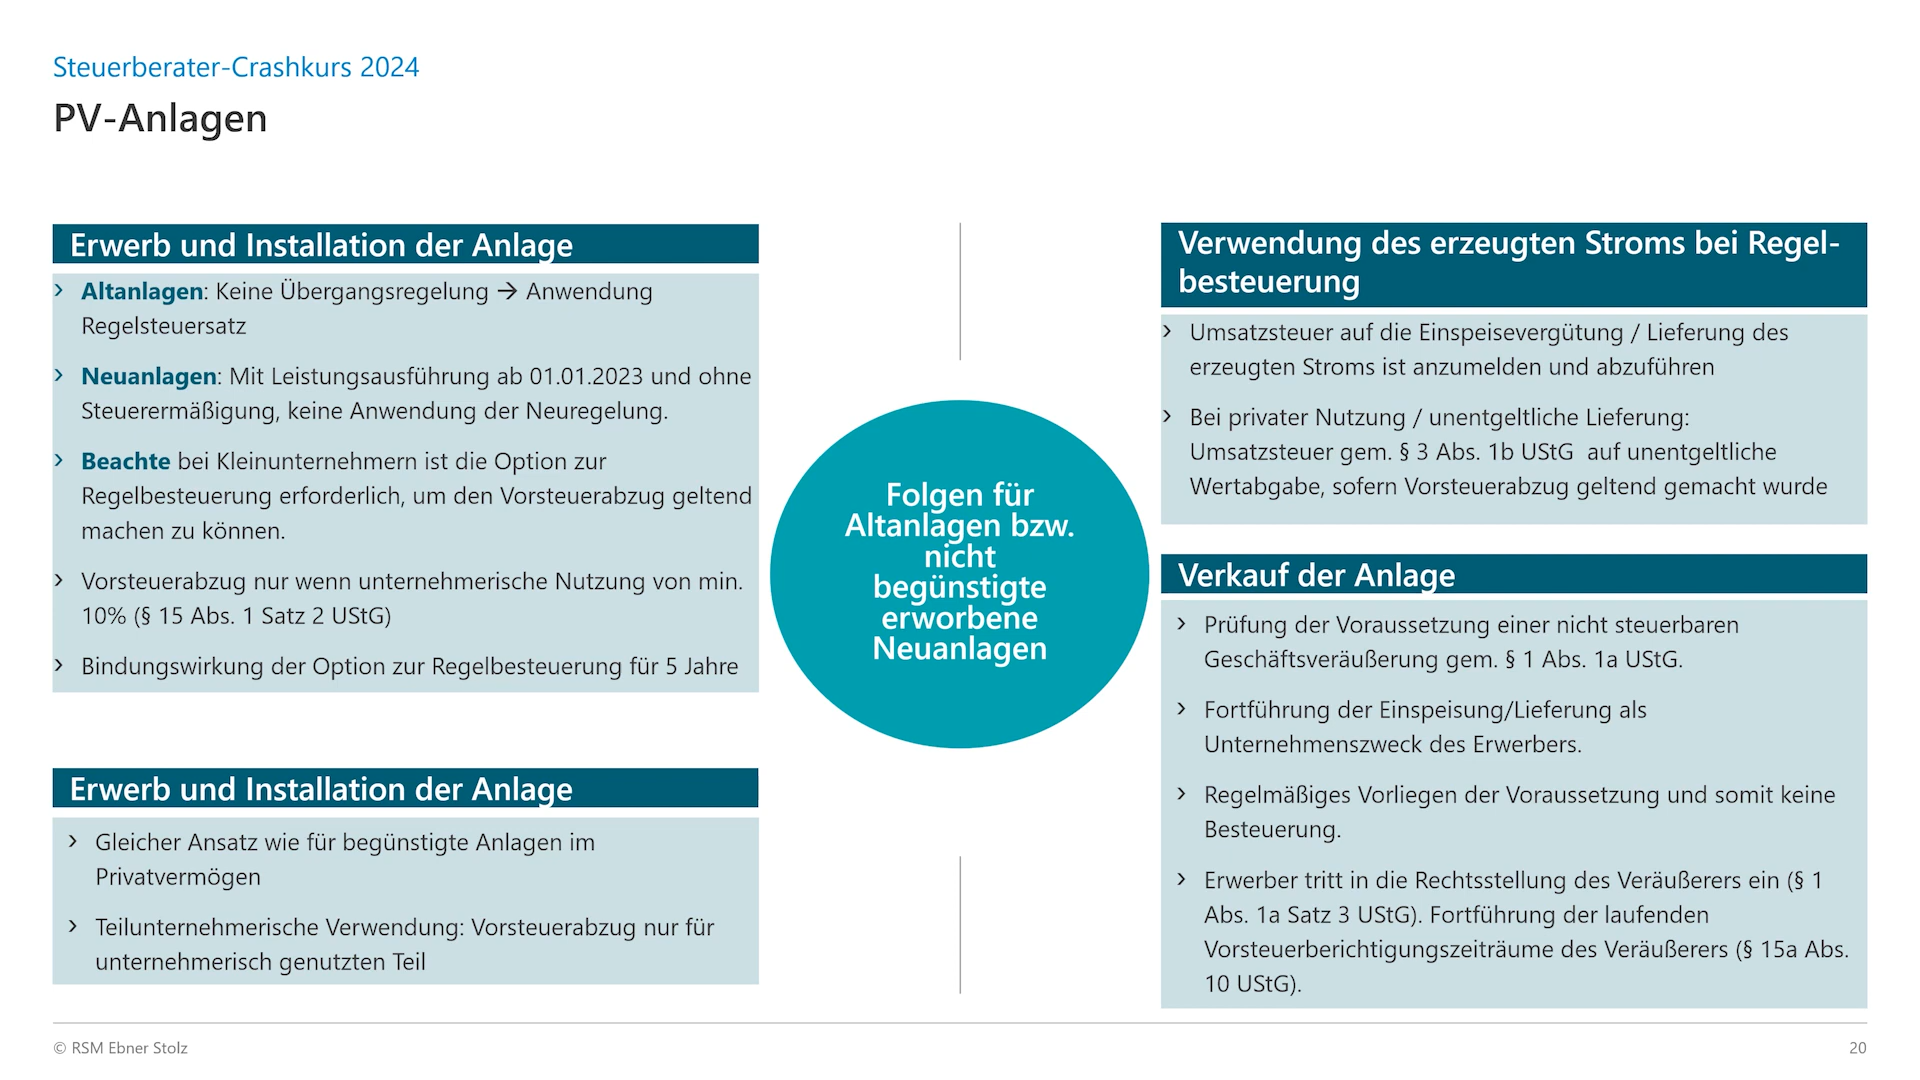 Steuerberater-Crashkurs 2024
PV-Anlagen
Erwerb und Installation der Anlage
› Altanlagen: Keine Übergangsregelung → Anwendung
Regelsteuersatz
› Neuanlagen: Mit Leistungsausführung ab 01.01.2023 und ohne
Steuerermäßigung, keine Anwendung der Neuregelung.
› Beachte bei Kleinunternehmern ist die Option zur
Regelbesteuerung erforderlich, um den Vorsteuerabzug geltend
machen zu können.
› Vorsteuerabzug nur wenn unternehmerische Nutzung von min.
10% (§ 15 Abs. 1 Satz 2 UStG)
› Bindungswirkung der Option zur Regelbesteuerung für 5 Jahre
Erwerb und Installation der Anlage
› Gleicher Ansatz wie für begünstigte Anlagen im
Privatvermögen
› Teilunternehmerische Verwendung: Vorsteuerabzug nur für
unternehmerisch genutzten Teil
Folgen für
Altanlagen bzw.
nicht
begünstigte
erworbene
Neuanlagen
Verwendung des erzeugten Stroms bei Regel-
besteuerung
› Umsatzsteuer auf die Einspeisevergütung / Lieferung des
erzeugten Stroms ist anzumelden und abzuführen
› Bei privater Nutzung / unentgeltliche Lieferung:
Umsatzsteuer gem. § 3 Abs. 1b UStG auf unentgeltliche
Wertabgabe, sofern Vorsteuerabzug geltend gemacht wurde
Verkauf der Anlage
› Prüfung der Voraussetzung einer nicht steuerbaren
Geschäftsveräußerung gem. § 1 Abs. 1a UStG.
› Fortführung der Einspeisung/Lieferung als
Unternehmenszweck des Erwerbers.
› Regelmäßiges Vorliegen der Voraussetzung und somit keine
Besteuerung.
› Erwerber tritt in die Rechtsstellung des Veräußerers ein (§ 1
Abs. 1a Satz 3 UStG). Fortführung der laufenden
Vorsteuerberichtigungszeiträume des Veräußerers (§ 15a Abs.
10 UStG).
© RSM Ebner Stolz
20